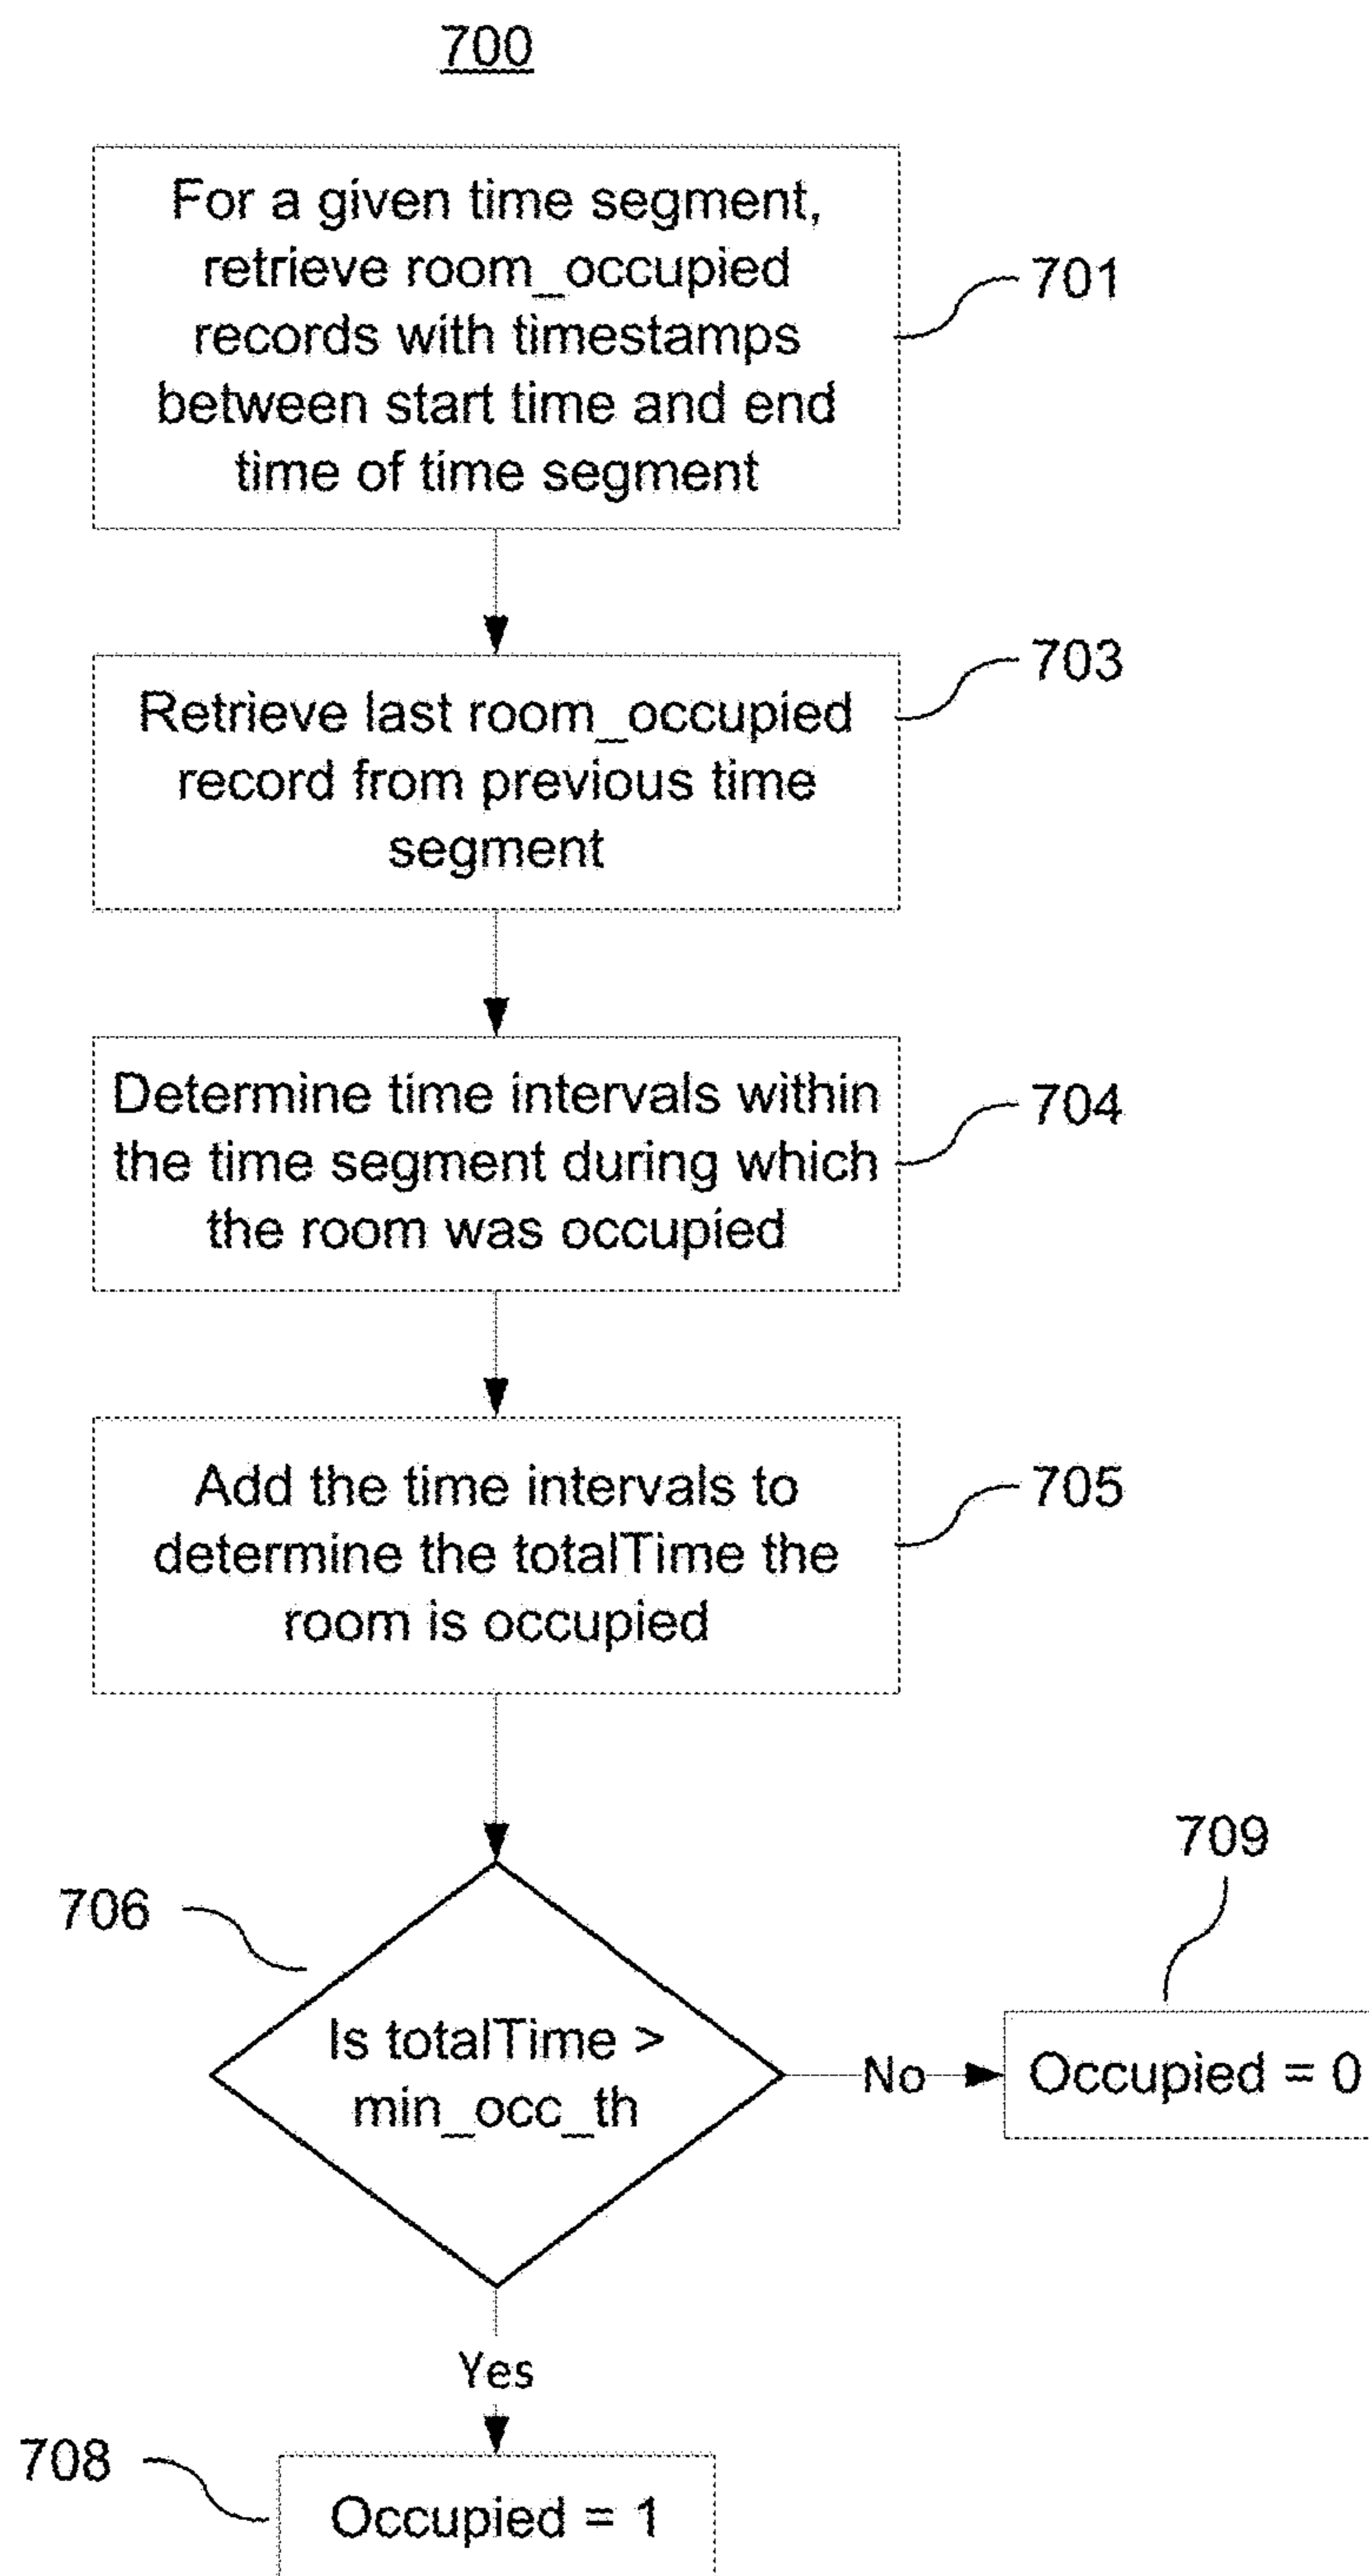 700
For a given time segment,
retrieve room_occupied
records with timestamps
between start time and end
time of time segment
701
Retrieve last room_occupied
record from previous time
segment
703
Determine time intervals within
the time segment during which
the room was occupied
704
Add the time intervals to
determine the totalTime the
room is occupied
705
706
Is totalTime >
min_occ_th
No
709
Occupied = 0
Yes
708
Occupied = 1